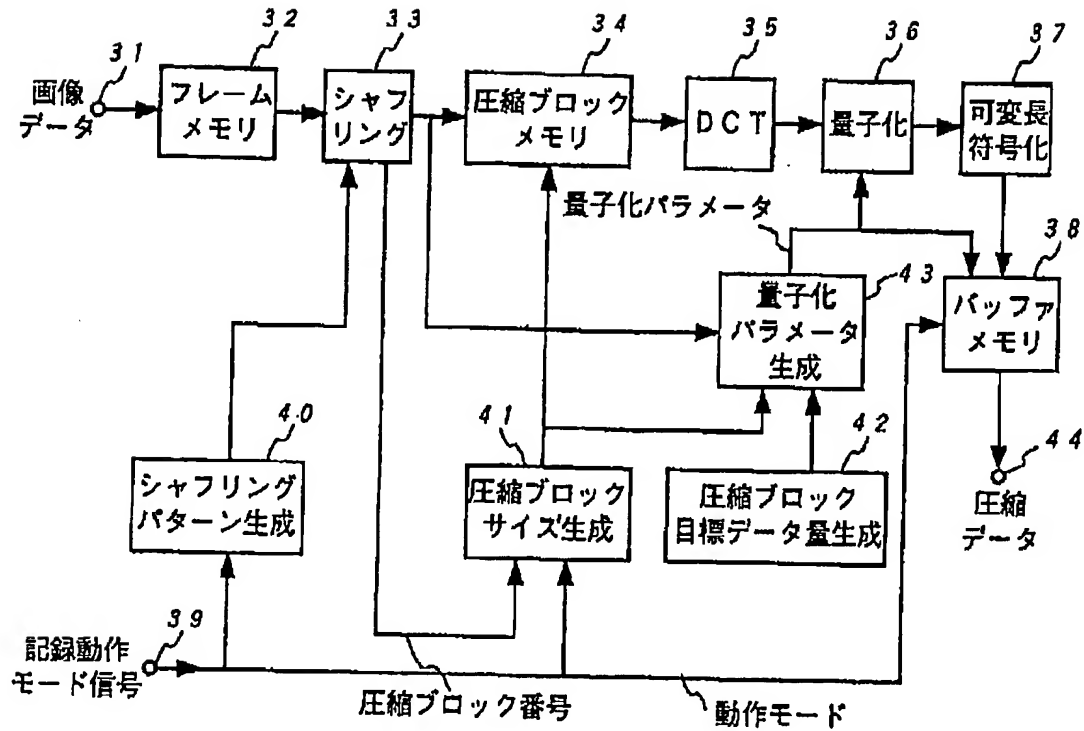 31
画像
データ
32
フレーム
メモリ
33
シャフ
リング
34
圧縮ブロック
メモリ
35
DCT
36
量子化
37
可変長
符号化
量子化パラメータ
38
バッファ
メモリ
43
量子化
パラメータ
生成
40
シャフリング
パターン生成
41
圧縮ブロック
サイズ生成
42
圧縮ブロック
目標データ量生成
44
圧縮
データ
39
記録動作
モード信号
圧縮ブロック番号
動作モード